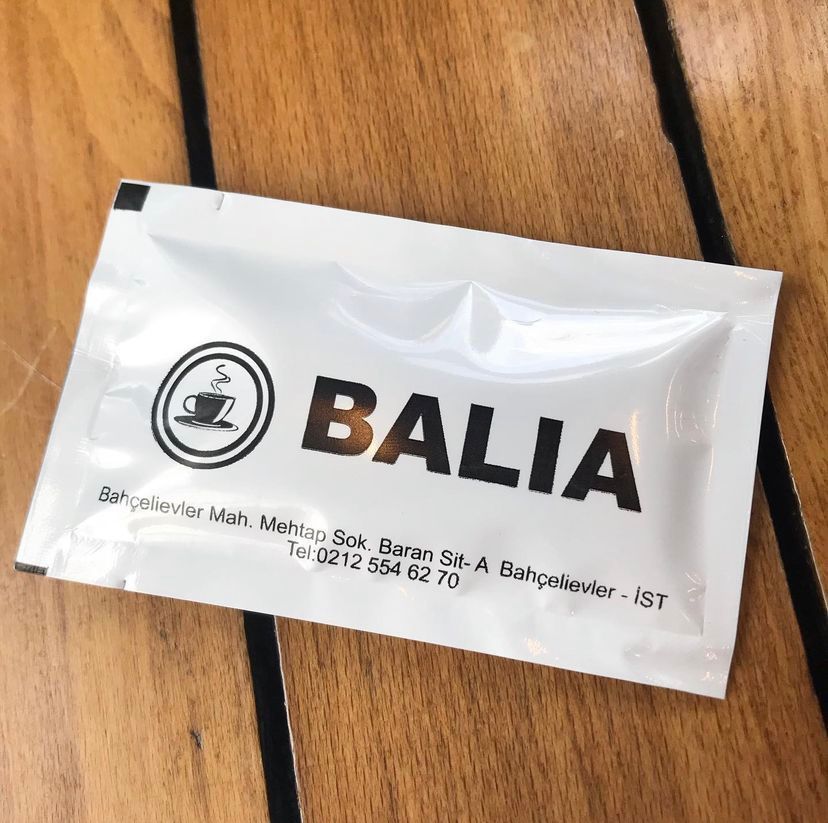 BALIA
Bahçelievler Mah. Mehtap Sok. Baran Sit- A Bahçelievler - İST
Tel:0212 554 62 70